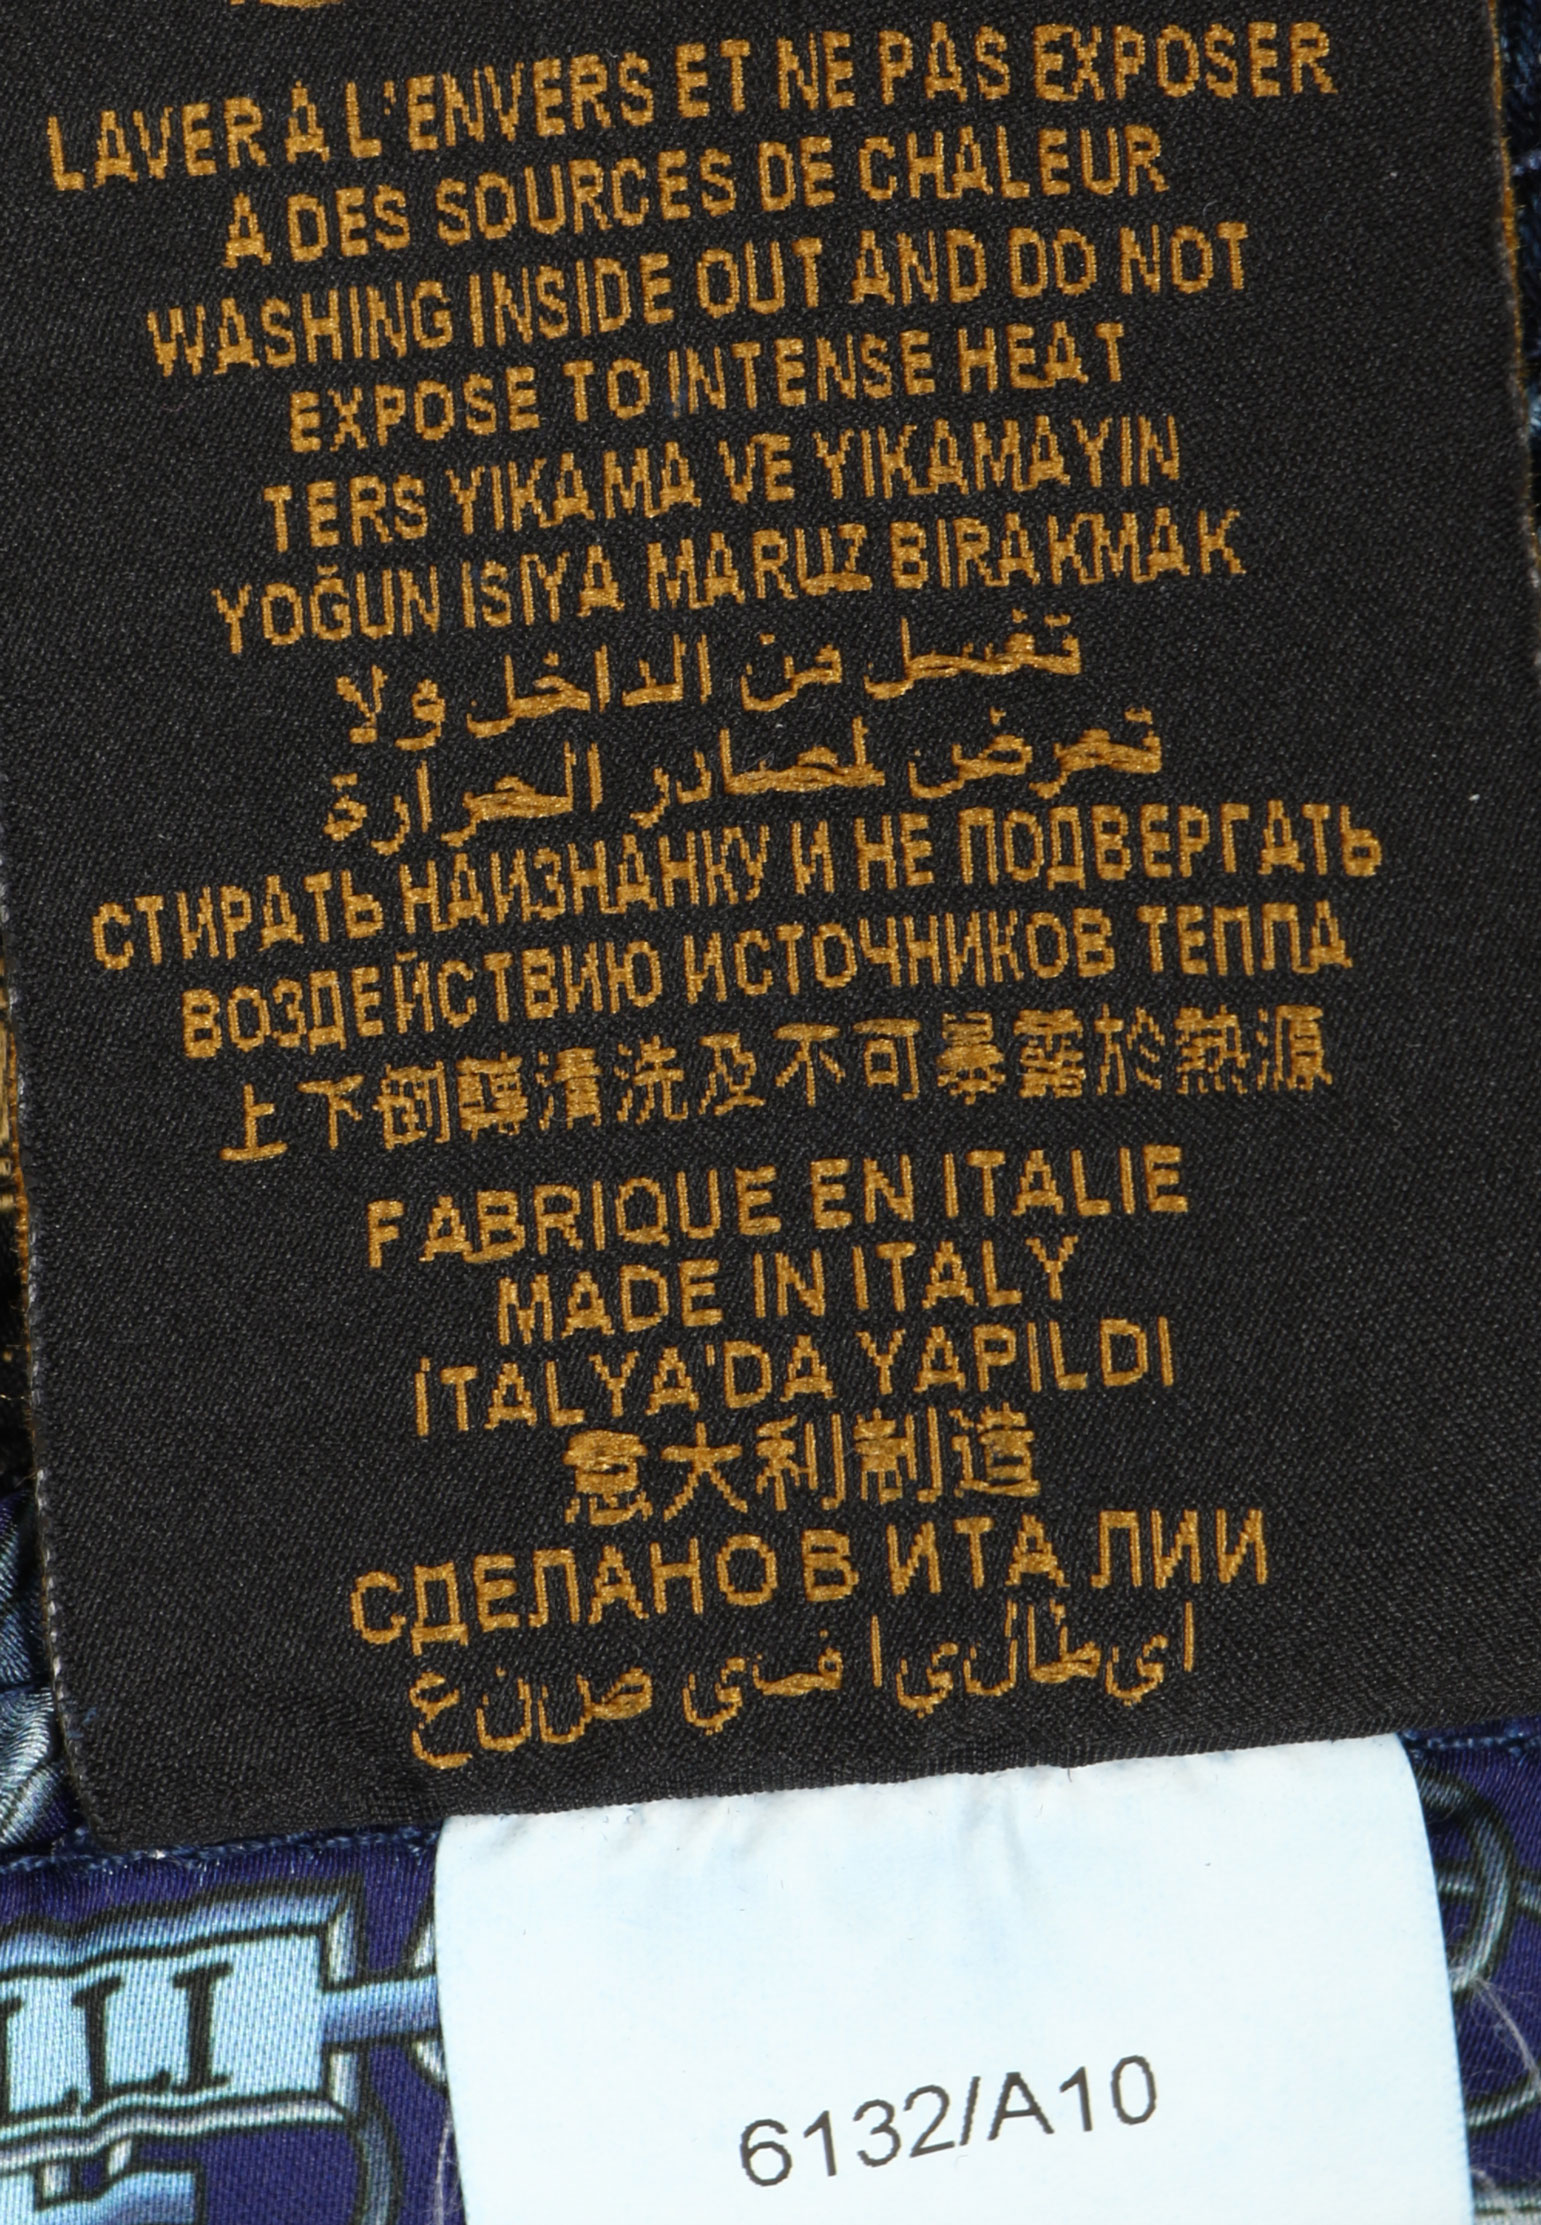 LAVER À L'ENVERS ET NE PAS EXPOSER
A DES SOURCES DE CHALEUR
WASHING INSIDE OUT AND DO NOT
EXPOSE TO INTENSE HEAT
TERS YIKAMA VE YIKAMAYIN
YOĞUN ISIYA MARUZ BIRAKMAK
تغسل من الداخل ولا
تعرض لمصادر الحرارة
СТИРАТЬ НАИЗНАНКУ И НЕ ПОДВЕРГАТЬ
ВОЗДЕЙСТВИЮ ИСТОЧНИКОВ ТЕПЛА
上下倒轉清洗及不可暴露於熱源
FABRIQUE EN ITALIE
MADE IN ITALY
İTALYA'DA YAPILDI
意大利制造
СДЕЛАНО В ИТАЛИИ
ايطاليا في صنع
6132/A10